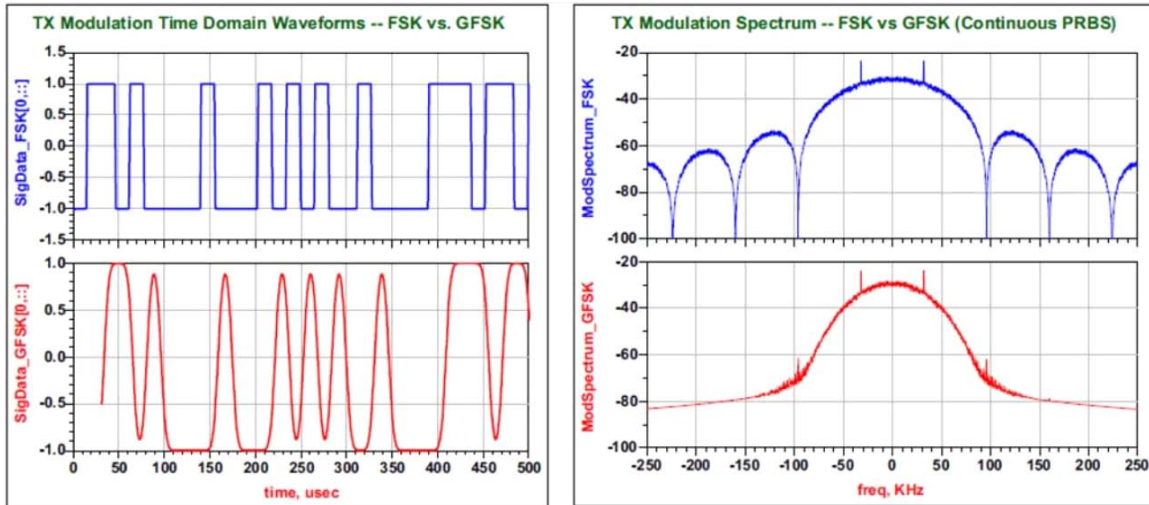 TX Modulation Time Domain Waveforms -- FSK vs. GFSK
SigData_FSK[0,::]
1.5
1.0
0.5
0.0
-0.5
-1.0
-1.5
SigData_GFSK[0,::]
1.0
0.5
0.0
-0.5
-1.0
0 50 100 150 200 250 300 350 400 450 500
time, usec
TX Modulation Spectrum -- FSK vs GFSK (Continuous PRBS)
ModSpectrum_FSK
-20
-40
-60
-80
-100
ModSpectrum_GFSK
-20
-40
-60
-80
-100
-250 -200 -150 -100 -50 0 50 100 150 200 250
freq, KHz